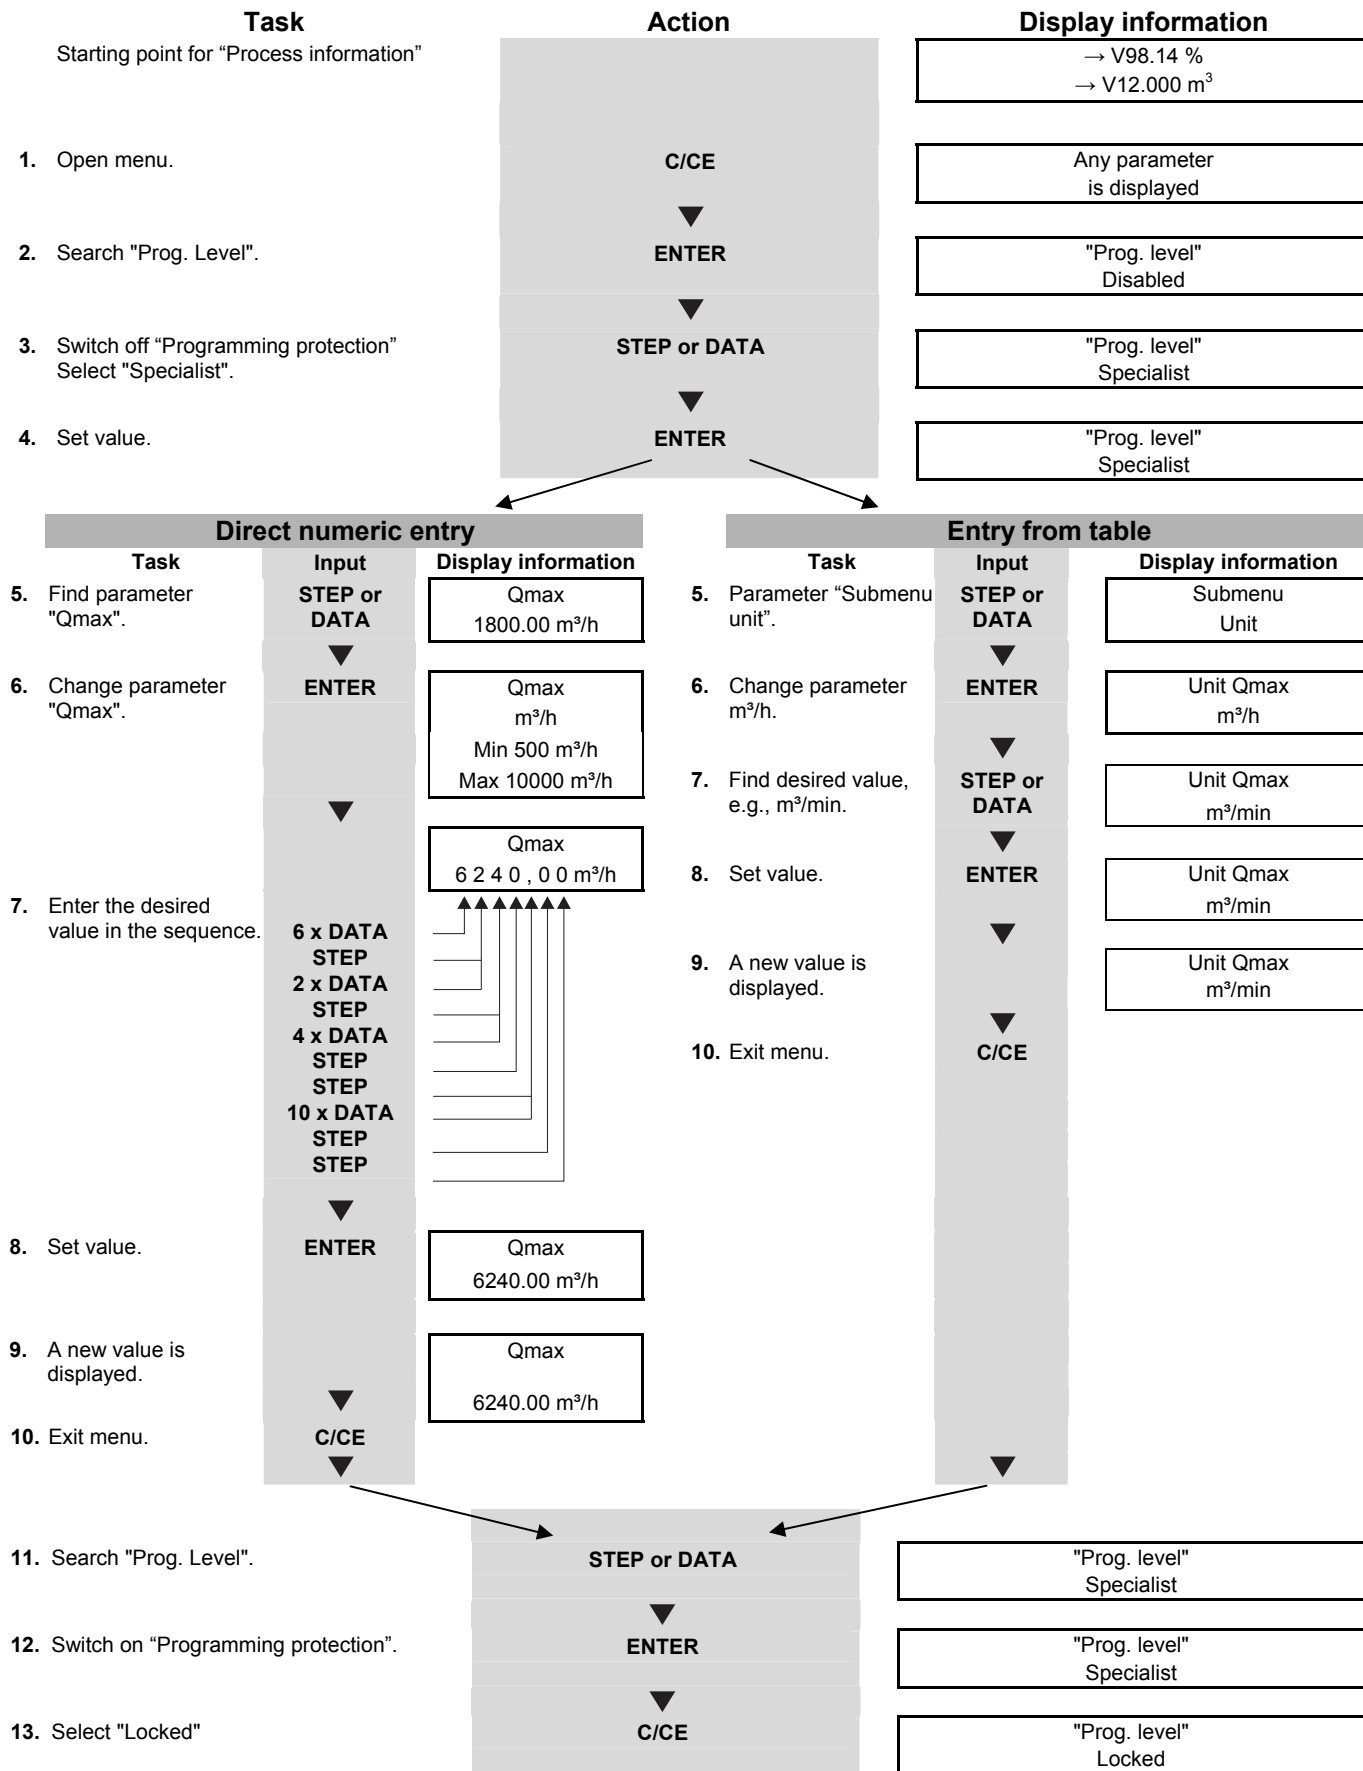 Task Action Display information
Starting point for “Process information”
→ V98.14 %
→ V12.000 m³
1. Open menu. C/CE Any parameter
is displayed
2. Search "Prog. Level". ENTER "Prog. level"
Disabled
3. Switch off “Programming protection” STEP or DATA "Prog. level"
Select "Specialist". Specialist
4. Set value. ENTER "Prog. level"
Specialist
Direct numeric entry
Task Input Display information
5. Find parameter STEP or Qmax
"Qmax". DATA 1800.00 m³/h
6. Change parameter ENTER Qmax
"Qmax". m³/h
Min 500 m³/h
Max 10000 m³/h
Qmax
6 2 4 0 , 0 0 m³/h
7. Enter the desired
value in the sequence. 6 x DATA
STEP
2 x DATA
STEP
4 x DATA
STEP
STEP
10 x DATA
STEP
STEP
8. Set value. ENTER Qmax
6240.00 m³/h
9. A new value is Qmax
displayed.
6240.00 m³/h
10. Exit menu. C/CE
Entry from table
Task Input Display information
5. Parameter “Submenu STEP or Submenu
unit”. DATA Unit
6. Change parameter ENTER Unit Qmax
m³/h. m³/h
7. Find desired value, STEP or Unit Qmax
e.g., m³/min. DATA m³/min
8. Set value. ENTER Unit Qmax
m³/min
9. A new value is Unit Qmax
displayed. m³/min
10. Exit menu. C/CE
11. Search "Prog. Level". STEP or DATA "Prog. level"
Specialist
12. Switch on “Programming protection”. ENTER "Prog. level"
Specialist
13. Select "Locked" C/CE "Prog. level"
Locked